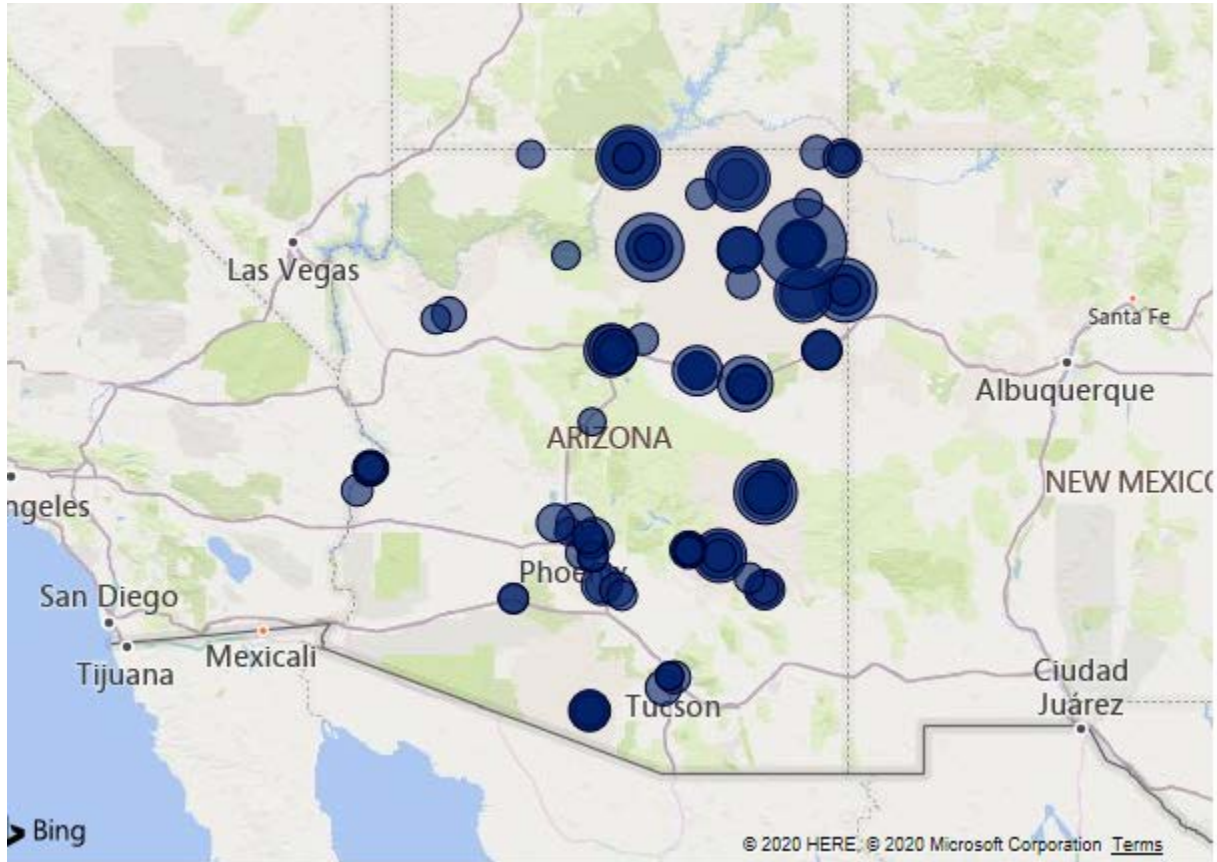 Las Vegas
Santa Fe
Albuquerque
ARIZONA
NEW MEXICO
ngeles
Phoenix
San Diego
Mexicali
Tijuana
Ciudad
Juárez
Tucson
Bing
© 2020 HERE, © 2020 Microsoft Corporation Terms